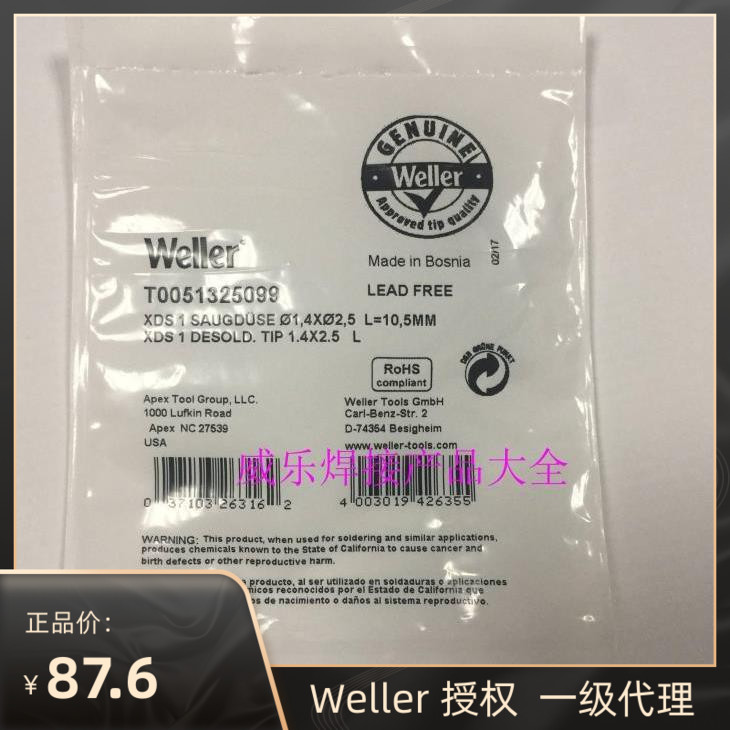 GENUINE
Weller
Approved tip quality
Weller
Made in Bosnia
02/17
T0051325099
LEAD FREE
XDS 1 SAUGDÜSE Ø1,4XØ2,5 L=10,5MM
XDS 1 DESOLD. TIP 1.4X2.5 L
RoHS
compliant
DER GRÜNE PUNKT
Apex Tool Group, LLC.
1000 Lufkin Road
Apex NC 27539
USA
Weller Tools GmbH
Carl-Benz-Str. 2
D-74354 Besigheim
www.weller-tools.com
威乐焊接产品大全
0 37103 26316 2
4 003019 426355
WARNING: This product, when used for soldering and similar applications,
produces chemicals known to the State of California to cause cancer and
birth defects or other reproductive harm.
producto, al ser utilizado en soldaduras o aplicaciones
micos reconocidos por el Estado de California que
os de nacimiento o daños al sistema reproductivo.
正品价:
¥87.6
Weller 授权 一级代理